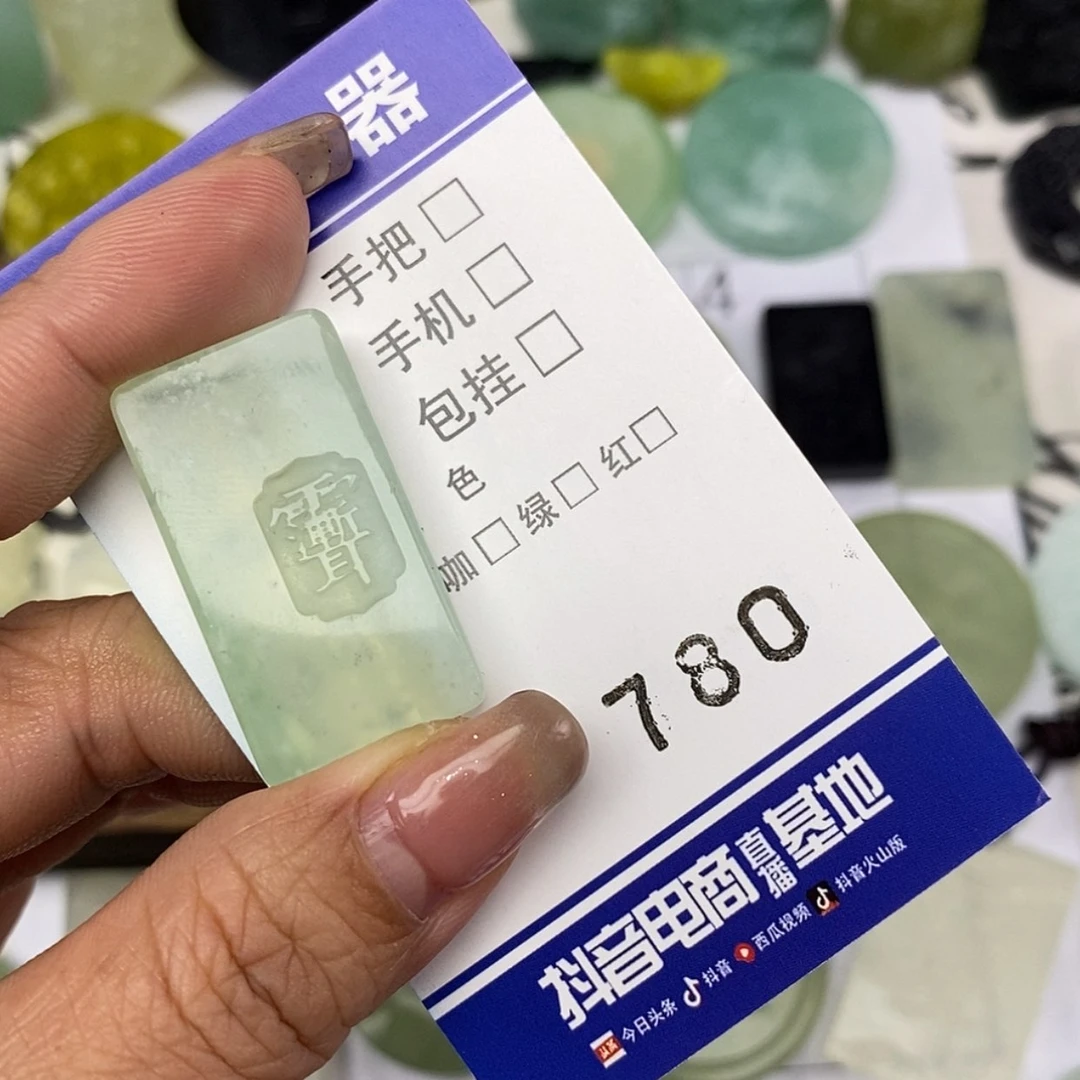 器
手把□
手机□
包挂□
色
咖□ 绿□ 红□
780
抖音电商直播基地
今日头条 抖音 西瓜视频 抖音火山版